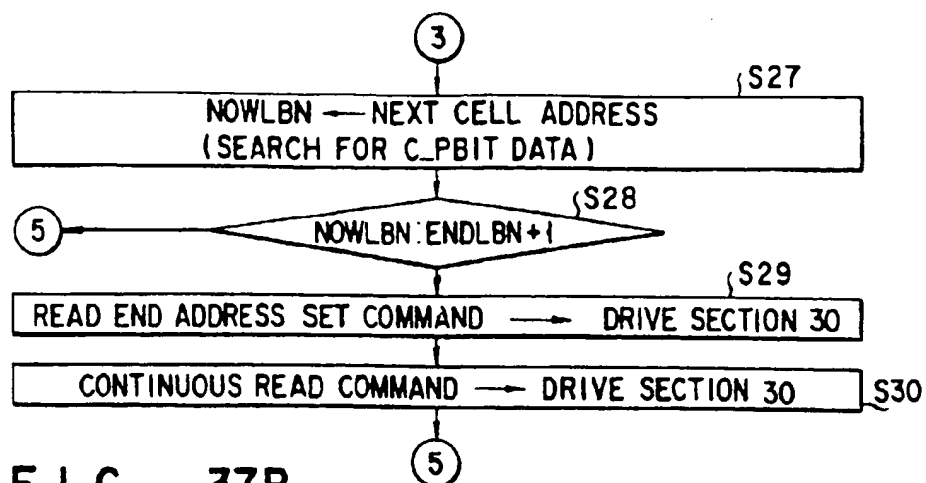 3
S27
NOWLBN ← NEXT CELL ADDRESS
(SEARCH FOR C_PBIT DATA)
S28
5
NOWLBN:ENDLBN+1
S29
READ END ADDRESS SET COMMAND → DRIVE SECTION 30
CONTINUOUS READ COMMAND → DRIVE SECTION 30
S30
5